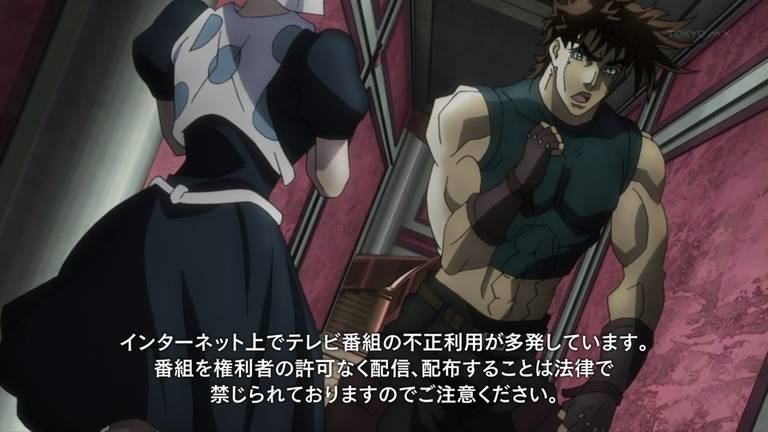 TOKYO MX
インターネット上でテレビ番組の不正利用が多発しています。
番組を権利者の許可なく配信、配布することは法律で
禁じられておりますのでご注意ください。